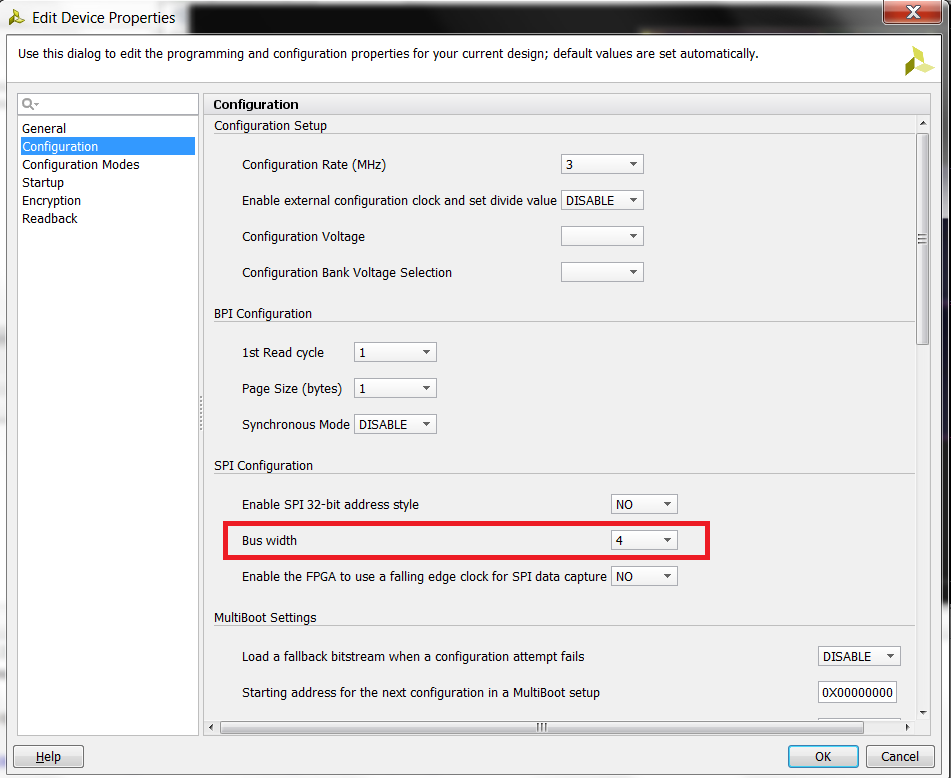 Edit Device Properties
Use this dialog to edit the programming and configuration properties for your current design; default values are set automatically.
General
Configuration
Configuration Modes
Startup
Encryption
Readback
Configuration
Configuration Setup
Configuration Rate (MHz) 3
Enable external configuration clock and set divide value DISABLE
Configuration Voltage
Configuration Bank Voltage Selection
BPI Configuration
1st Read cycle 1
Page Size (bytes) 1
Synchronous Mode DISABLE
SPI Configuration
Enable SPI 32-bit address style NO
Bus width 4
Enable the FPGA to use a falling edge clock for SPI data capture NO
MultiBoot Settings
Load a fallback bitstream when a configuration attempt fails DISABLE
Starting address for the next configuration in a MultiBoot setup 0X00000000
Help OK Cancel